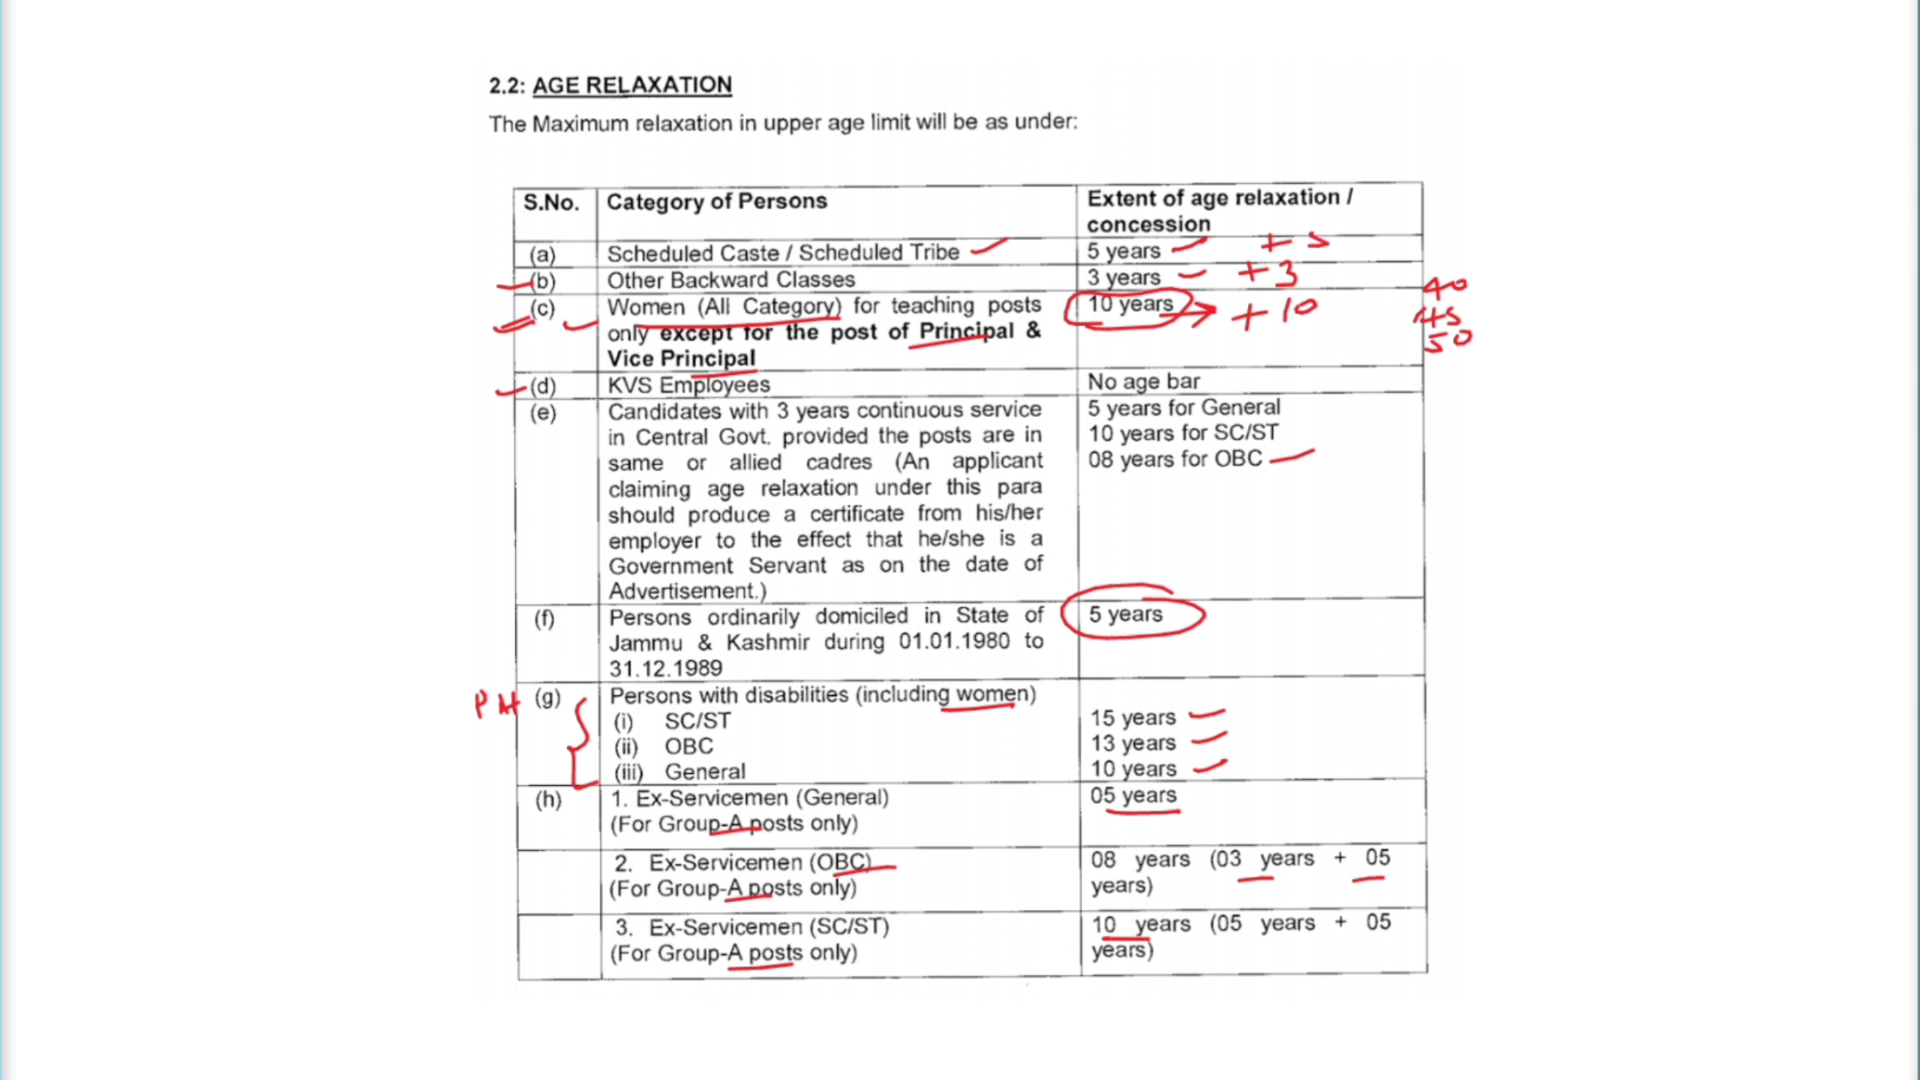 2.2: AGE RELAXATION
The Maximum relaxation in upper age limit will be as under:
S.No. Category of Persons Extent of age relaxation /
concession
(a) Scheduled Caste / Scheduled Tribe 5 years + 5
(b) Other Backward Classes 3 years + 3
(c) Women (All Category) for teaching posts 10 years + 10
only except for the post of Principal &
Vice Principal
40
45
50
(d) KVS Employees No age bar
(e) Candidates with 3 years continuous service 5 years for General
in Central Govt. provided the posts are in 10 years for SC/ST
same or allied cadres (An applicant 08 years for OBC
claiming age relaxation under this para
should produce a certificate from his/her
employer to the effect that he/she is a
Government Servant as on the date of
Advertisement.)
(f) Persons ordinarily domiciled in State of 5 years
Jammu & Kashmir during 01.01.1980 to
31.12.1989
PH (g) Persons with disabilities (including women)
(i) SC/ST 15 years
(ii) OBC 13 years
(iii) General 10 years
(h) 1. Ex-Servicemen (General) 05 years
(For Group-A posts only)
2. Ex-Servicemen (OBC) 08 years (03 years + 05
(For Group-A posts only) years)
3. Ex-Servicemen (SC/ST) 10 years (05 years + 05
(For Group-A posts only) years)